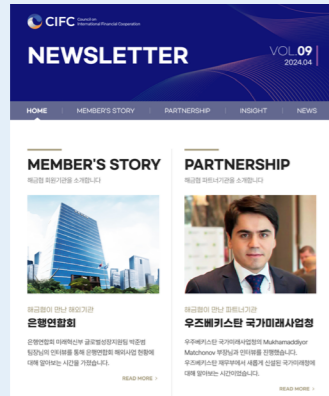 CIFC Council on International Financial Cooperation
NEWSLETTER
VOL.09
2024.04
HOME
MEMBER'S STORY
PARTNERSHIP
INSIGHT
NEWS
MEMBER'S STORY
해금협 회원기관을 소개합니다
해금협이 만난 해외기관
은행연합회
은행연합회 미래혁신부 글로벌성장지원팀 박준범
팀장님의 인터뷰를 통해 은행연합회 해외사업 현황에
대해 알아보는 시간을 가졌습니다.
READ MORE >
PARTNERSHIP
해금협 파트너기관을 소개합니다
해금협이 만난 파트너기관
우즈베키스탄 국가미래사업청
우주베키스탄 국가미래사업청의 Mukhamaddiyor
Matchonov 부장님과 인터뷰를 진행했습니다.
우즈베키스탄 재무부에서 새롭게 신설된 국가미래청에
대해 알아보는 시간이었습니다.
READ MORE >